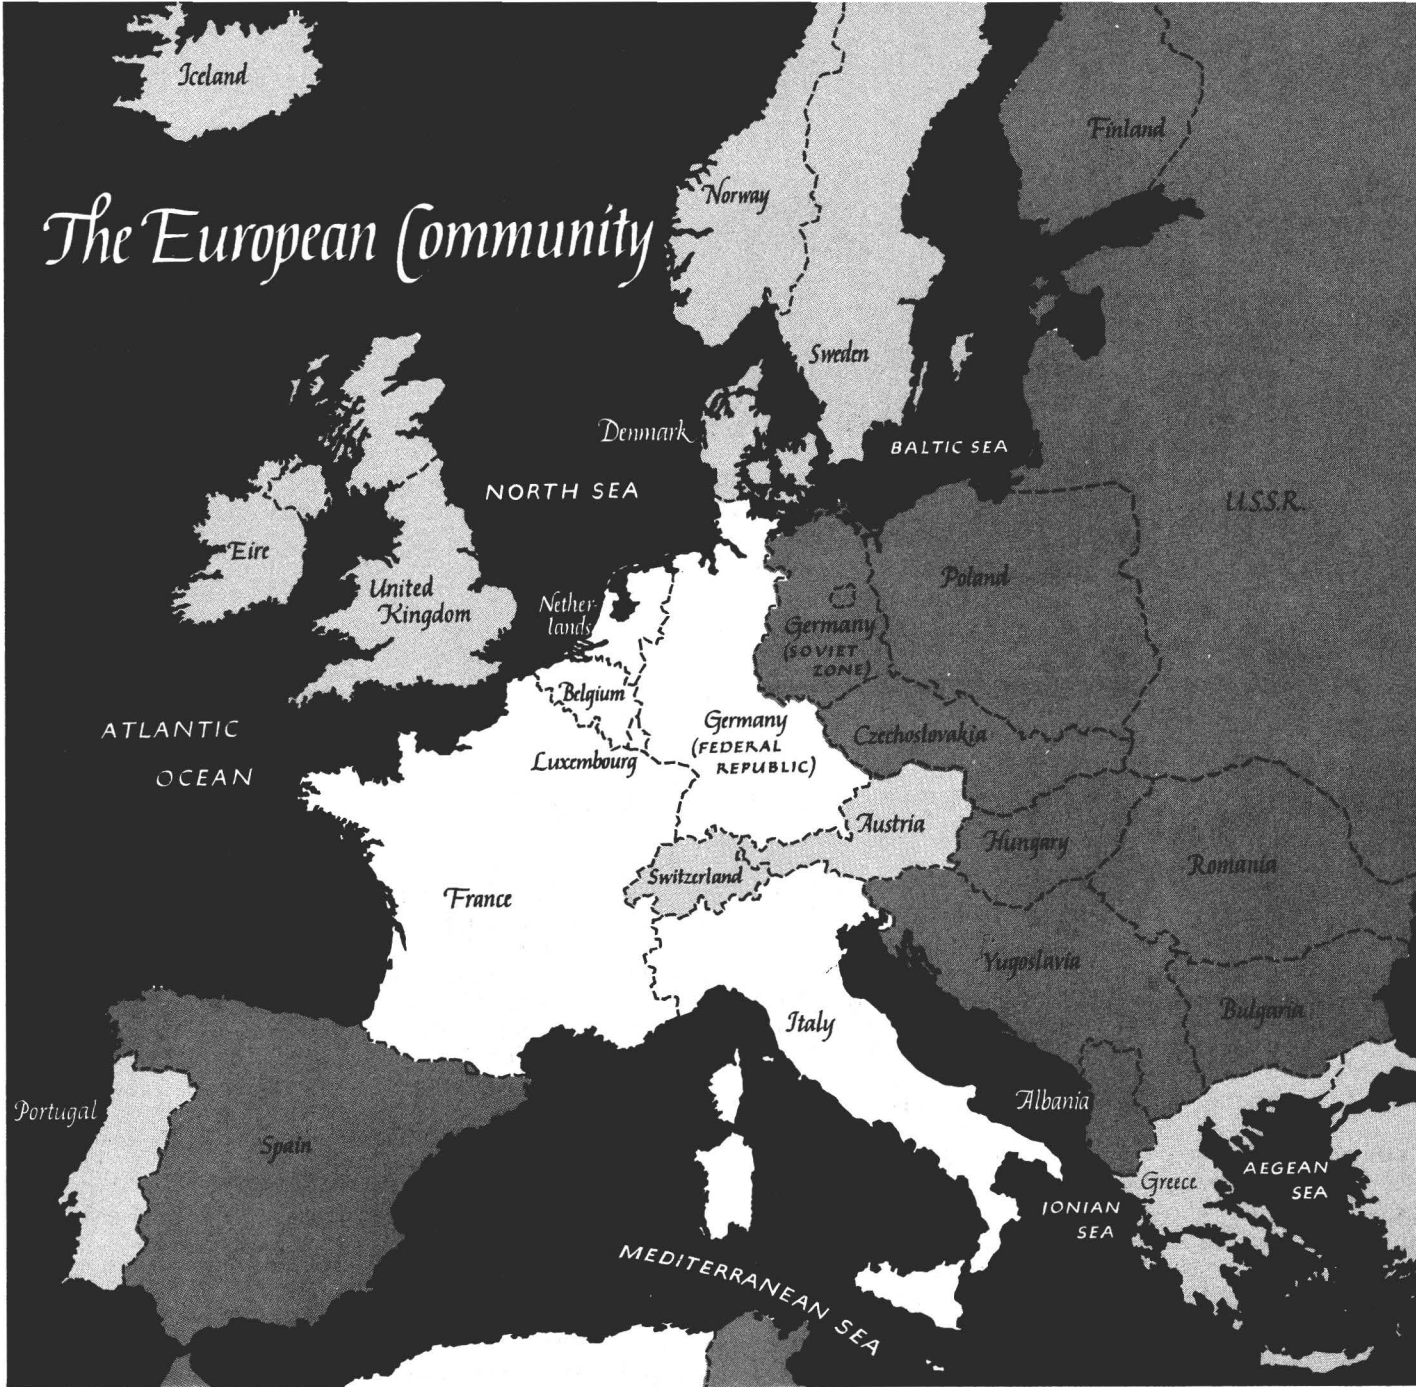 Iceland
Finland
Norway
The European Community
Sweden
Denmark
BALTIC SEA
NORTH SEA
U.S.S.R.
Eire
United
Kingdom
Nether-
lands
Poland
Germany
(SOVIET
ZONE)
Belgium
Germany
(FEDERAL
REPUBLIC)
Czechoslovakia
ATLANTIC
OCEAN
Luxembourg
Austria
Hungary
Romania
Switzerland
France
Yugoslavia
Italy
Bulgaria
Portugal
Albania
Spain
Greece
AEGEAN
SEA
IONIAN
SEA
MEDITERRANEAN SEA